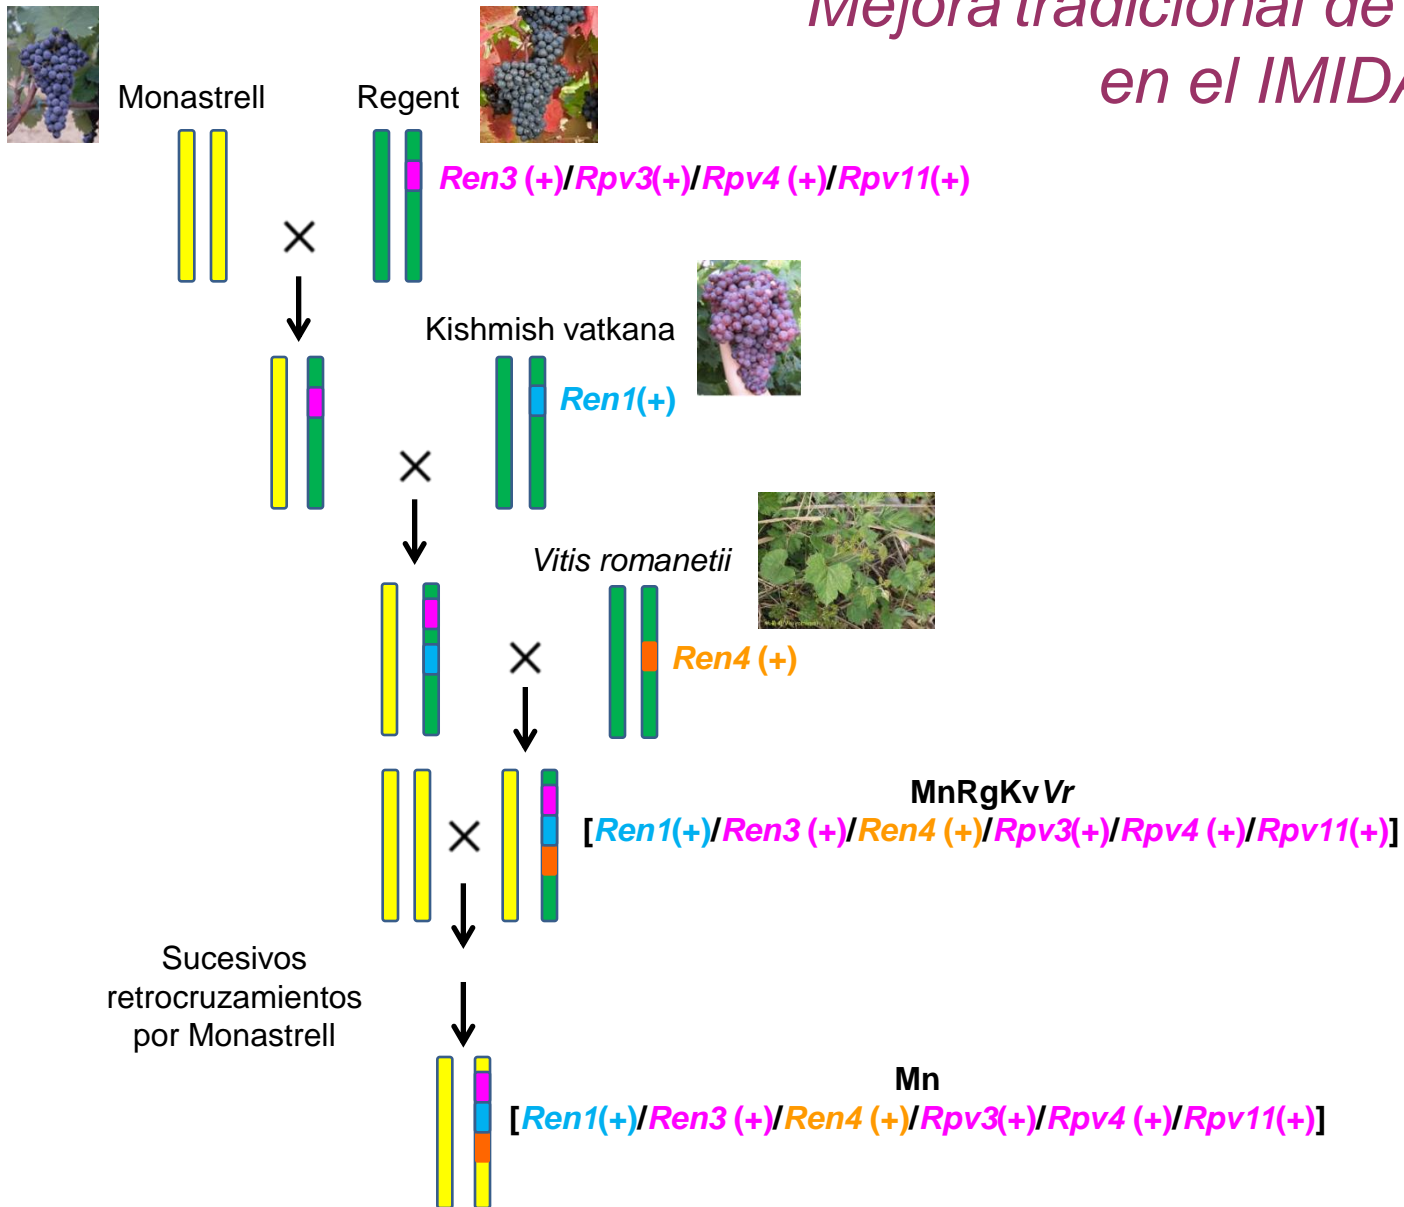 Mejora tradicional de
en el IMIDA
Monastrell
Regent
Ren3 (+)/Rpv3(+)/Rpv4 (+)/Rpv11(+)
Kishmish vatkana
Ren1(+)
Vitis romanetii
Ren4 (+)
MnRgKvVr
[Ren1(+)/Ren3 (+)/Ren4 (+)/Rpv3(+)/Rpv4 (+)/Rpv11(+)]
Sucesivos
retrocruzamientos
por Monastrell
Mn
[Ren1(+)/Ren3 (+)/Ren4 (+)/Rpv3(+)/Rpv4 (+)/Rpv11(+)]